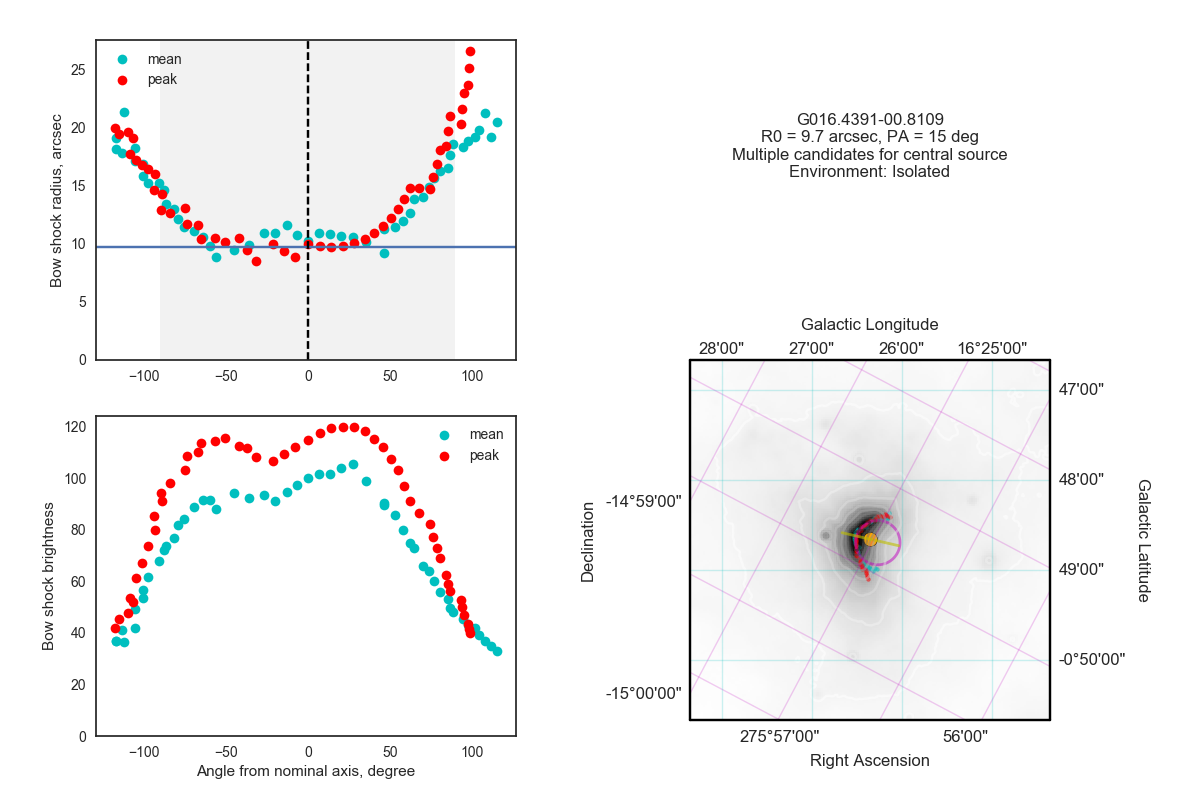 mean
peak
25
20
15
10
5
0
−100 −50 0 50 100
Bow shock radius, arcsec
mean
peak
120
100
80
60
40
20
0
−100 −50 0 50 100
Bow shock brightness
Angle from nominal axis, degree
G016.4391-00.8109
R0 = 9.7 arcsec, PA = 15 deg
Multiple candidates for central source
Environment: Isolated
Galactic Longitude
28'00" 27'00" 26'00" 16°25'00"
47'00"
48'00"
49'00"
-0°50'00"
Galactic Latitude
-14°59'00"
-15°00'00"
Declination
275°57'00" 56'00"
Right Ascension